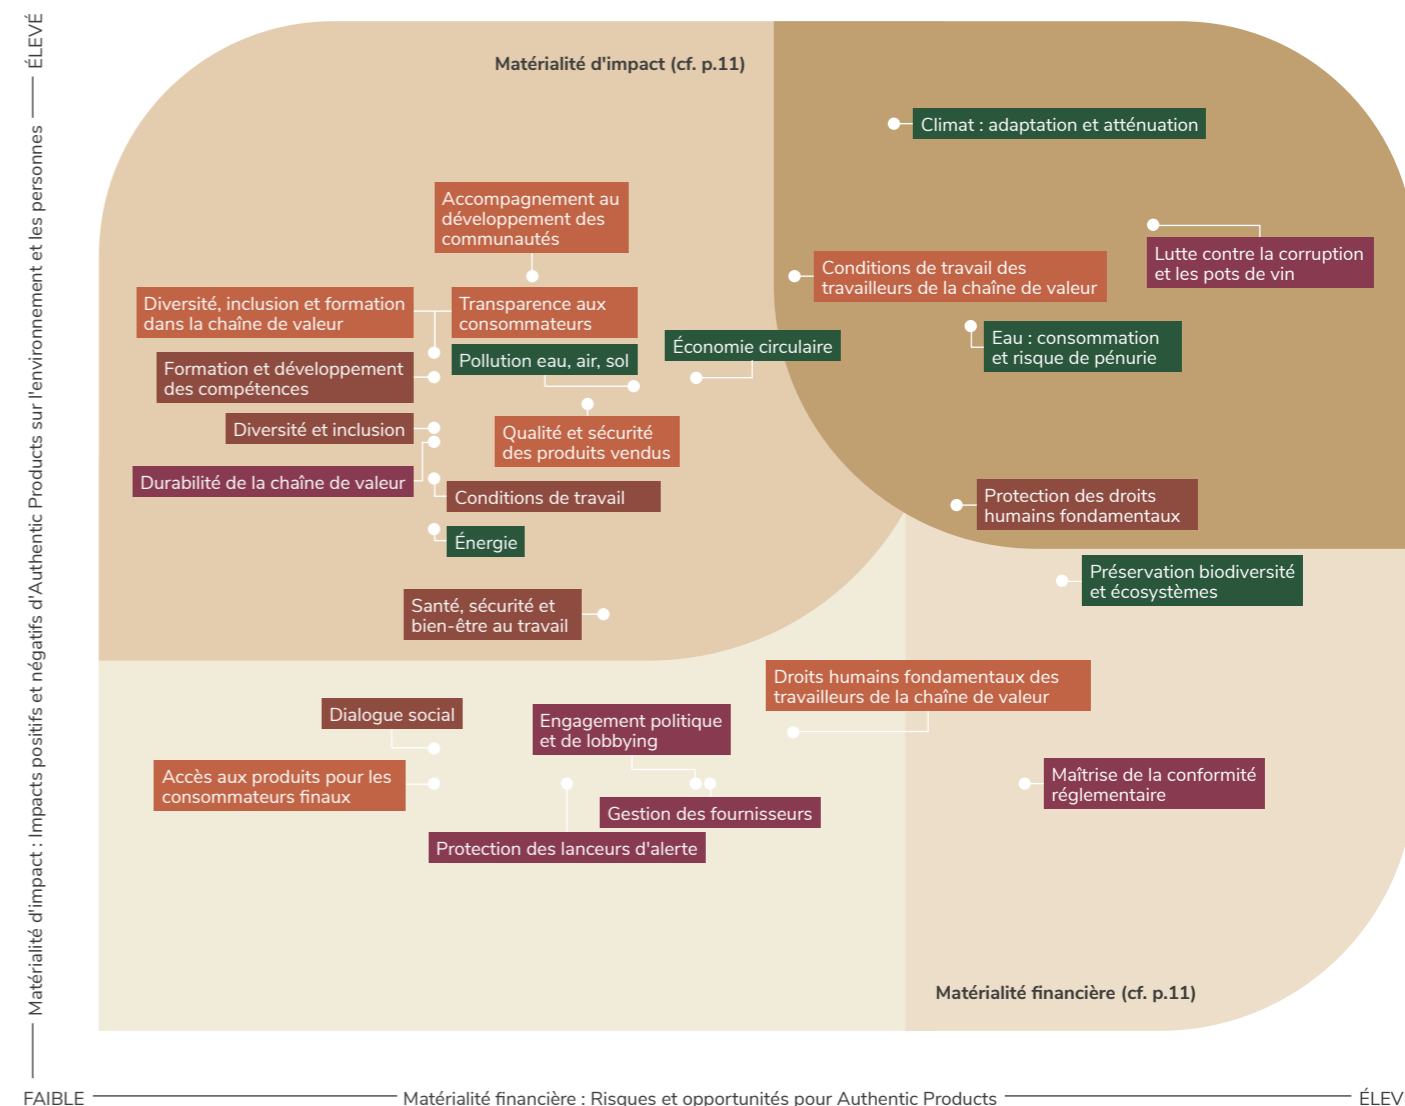 ÉLEVÉ
Matérialité d'impact : Impacts positifs et négatifs d'Authentic Products sur l'environnement et les personnes
Matérialité d'impact (cf. p.11)
Climat : adaptation et atténuation
Accompagnement au
développement des
communautés
Lutte contre la corruption
et les pots de vin
Conditions de travail des
travailleurs de la chaîne de valeur
Diversité, inclusion et formation
dans la chaîne de valeur
Transparence aux
consommateurs
Eau : consommation
et risque de pénurie
Économie circulaire
Pollution eau, air, sol
Formation et développement
des compétences
Diversité et inclusion
Qualité et sécurité
des produits vendus
Durabilité de la chaîne de valeur
Conditions de travail
Protection des droits
humains fondamentaux
Énergie
Préservation biodiversité
et écosystèmes
Santé, sécurité et
bien-être au travail
Droits humains fondamentaux des
travailleurs de la chaîne de valeur
Dialogue social
Engagement politique
et de lobbying
Accès aux produits pour les
consommateurs finaux
Maîtrise de la conformité
réglementaire
Gestion des fournisseurs
Protection des lanceurs d'alerte
Matérialité financière (cf. p.11)
FAIBLE
Matérialité financière : Risques et opportunités pour Authentic Products
ÉLEV